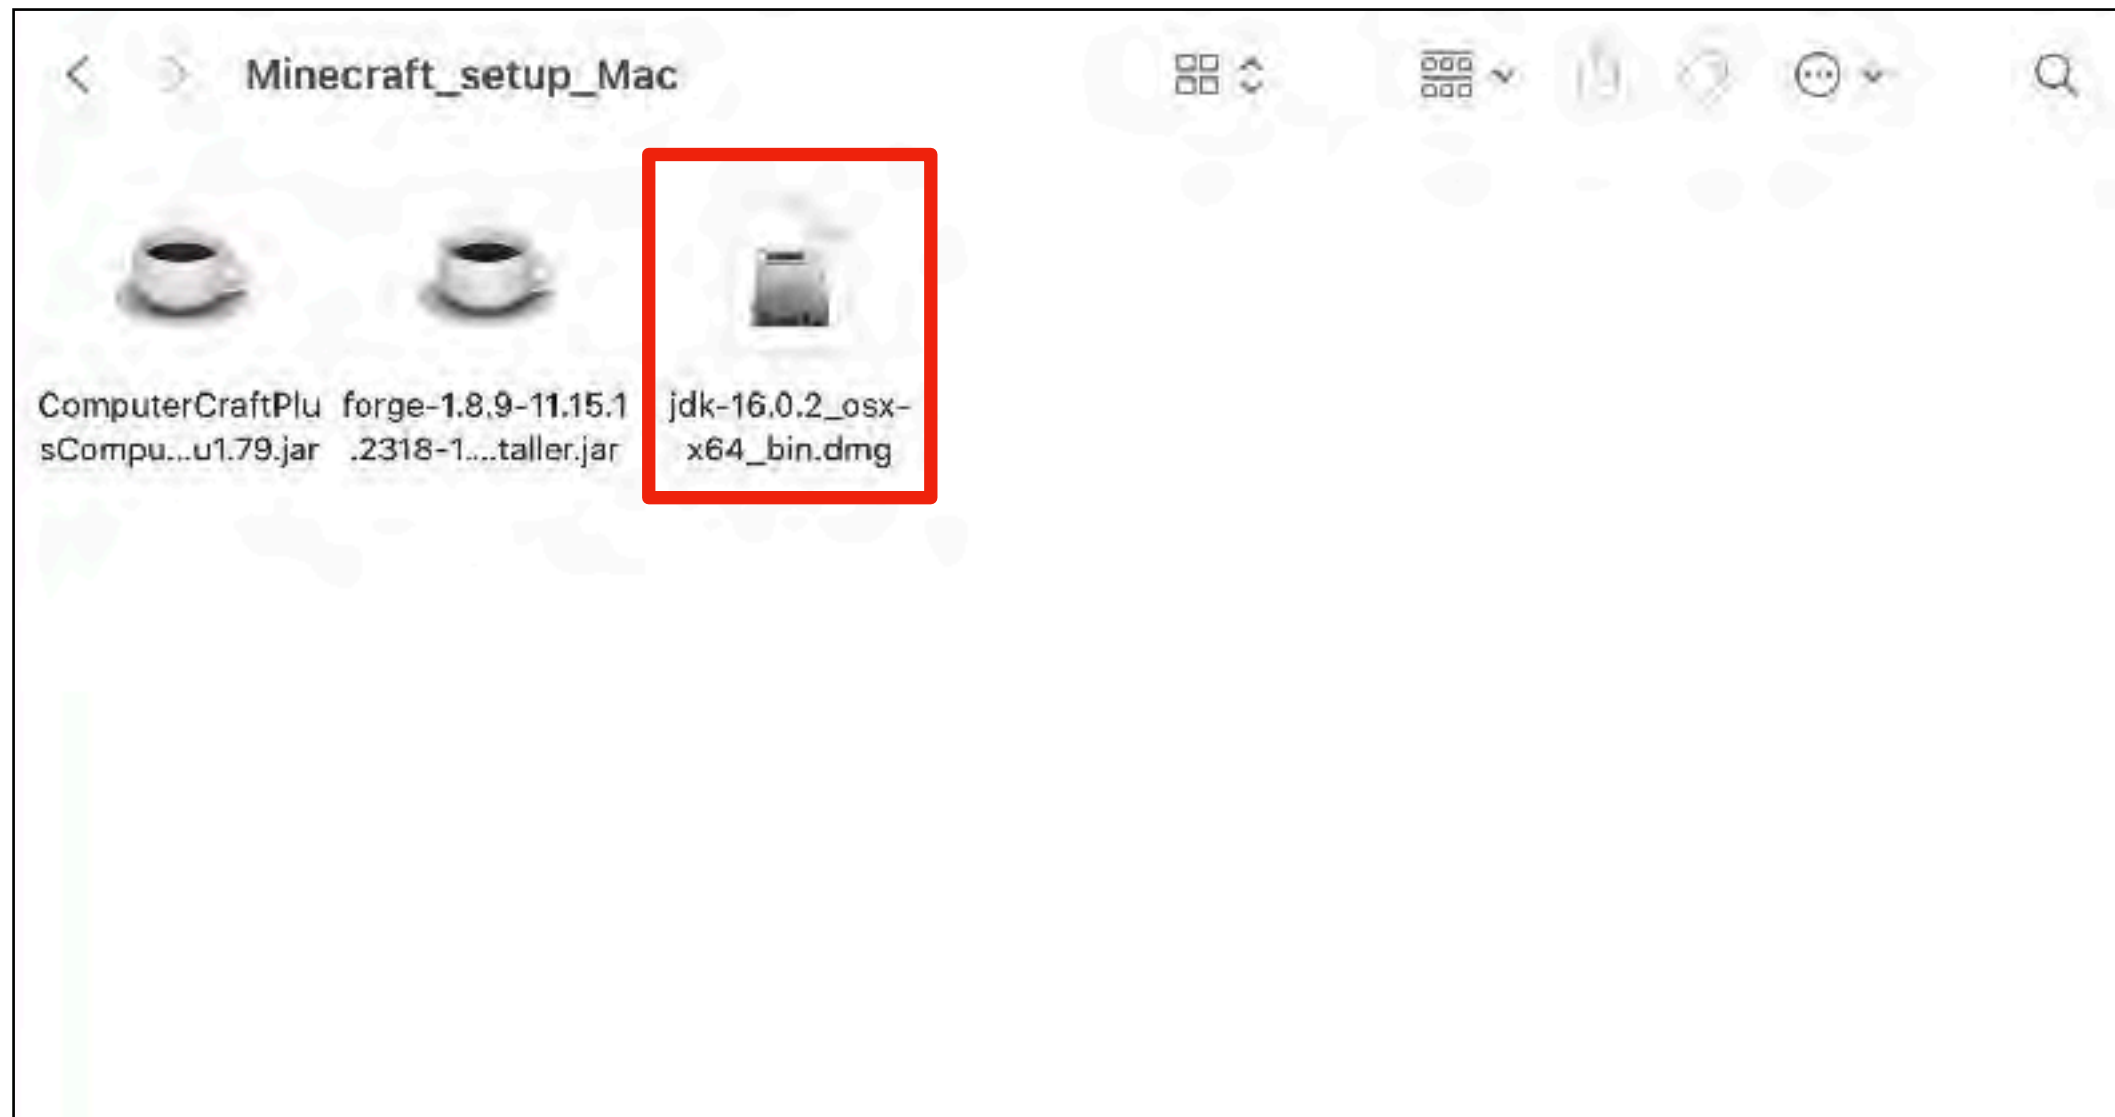 Minecraft_setup_Mac
ComputerCraftPlu
sCompu...u1.79.jar
forge-1.8.9-11.15.1
.2318-1....taller.jar
jdk-16.0.2_osx-
x64_bin.dmg